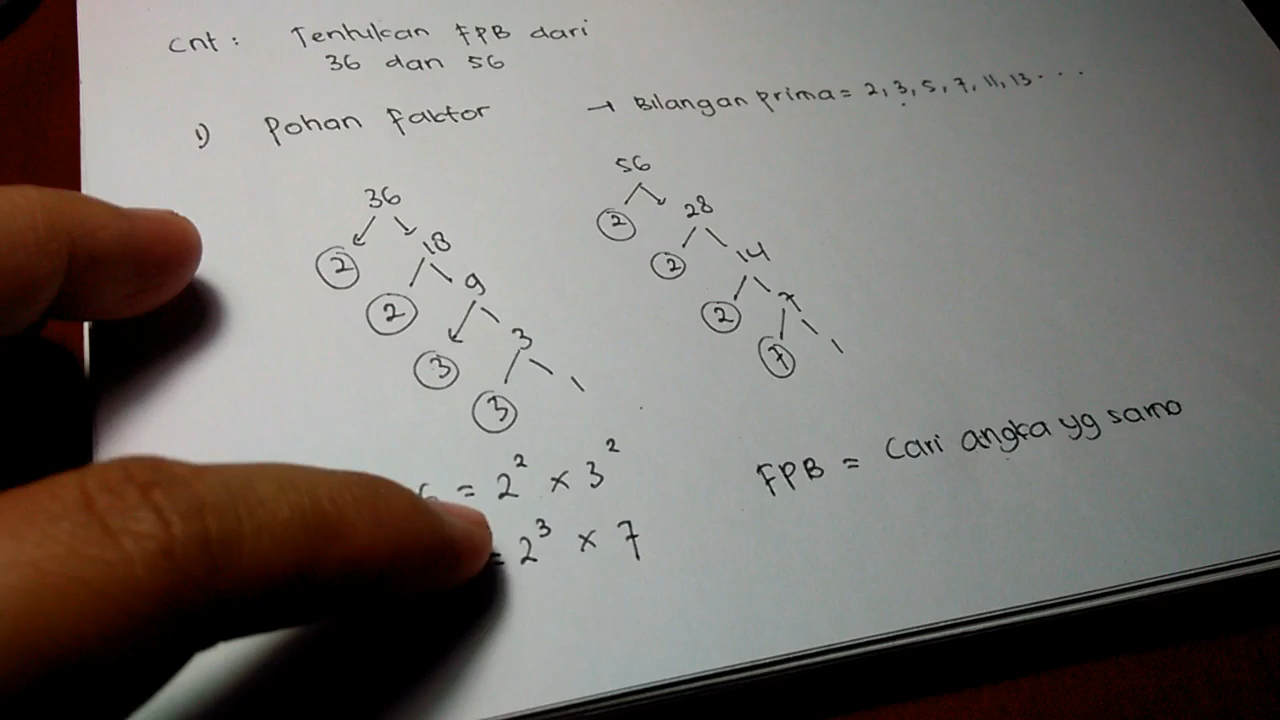 Cnt : Tentukan FPB dari
36 dan 56
1) Pohan faktor → Bilangan prima = 2, 3, 5, 7, 11, 13 . . .
36
2 18
2 9
3 3
3 1
56
2 28
2 14
2 7
7 1
= 2² × 3²
= 2³ × 7
FPB = Cari angka yg sama